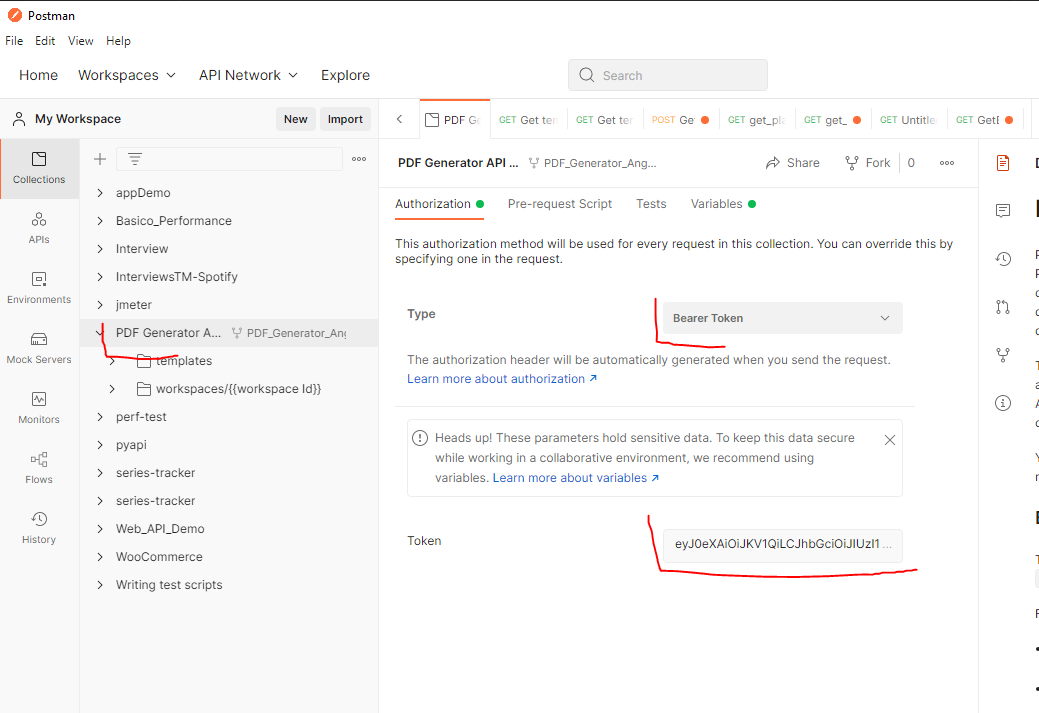 Postman
File Edit View Help
Home Workspaces API Network Explore Search
My Workspace New Import
PDF Ge GET Get ter GET Get ter POST Ge GET get_pl GET get_ GET Untitle GET GetE
Collections
APIs
Environments
Mock Servers
Monitors
Flows
History
appDemo
Basico_Performance
Interview
InterviewsTM-Spotify
jmeter
PDF Generator A... PDF_Generator_Ang
templates
workspaces/{{workspace Id}}
perf-test
pyapi
series-tracker
series-tracker
Web_API_Demo
WooCommerce
Writing test scripts
PDF Generator API ... PDF_Generator_Ang... Share Fork 0
Authorization Pre-request Script Tests Variables
This authorization method will be used for every request in this collection. You can override this by
specifying one in the request.
Type Bearer Token
The authorization header will be automatically generated when you send the request.
Learn more about authorization ↗
Heads up! These parameters hold sensitive data. To keep this data secure
while working in a collaborative environment, we recommend using
variables. Learn more about variables ↗
Token eyJ0eXAiOiJKV1QiLCJhbGciOiJIUzI1 ...